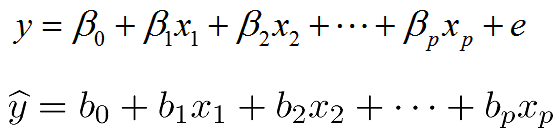 y = β₀ + β₁x₁ + β₂x₂ + ⋯ + βₚxₚ + e
ŷ = b₀ + b₁x₁ + b₂x₂ + ⋯ + bₚxₚ